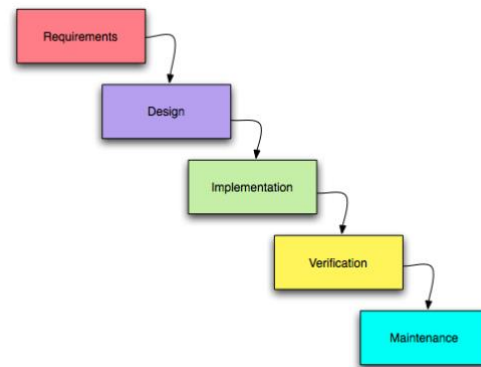 Requirements
Design
Implementation
Verification
Maintenance